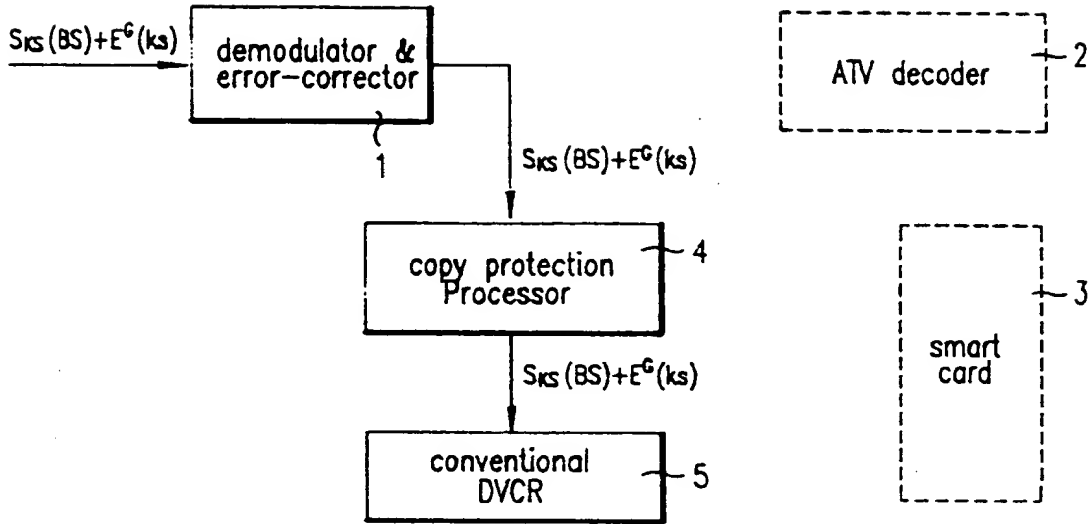 S_KS(BS)+E^G(ks)
demodulator &
error-corrector
1
ATV decoder
2
S_KS(BS)+E^G(ks)
copy protection
Processor
4
smart
card
3
S_KS(BS)+E^G(ks)
conventional
DVCR
5